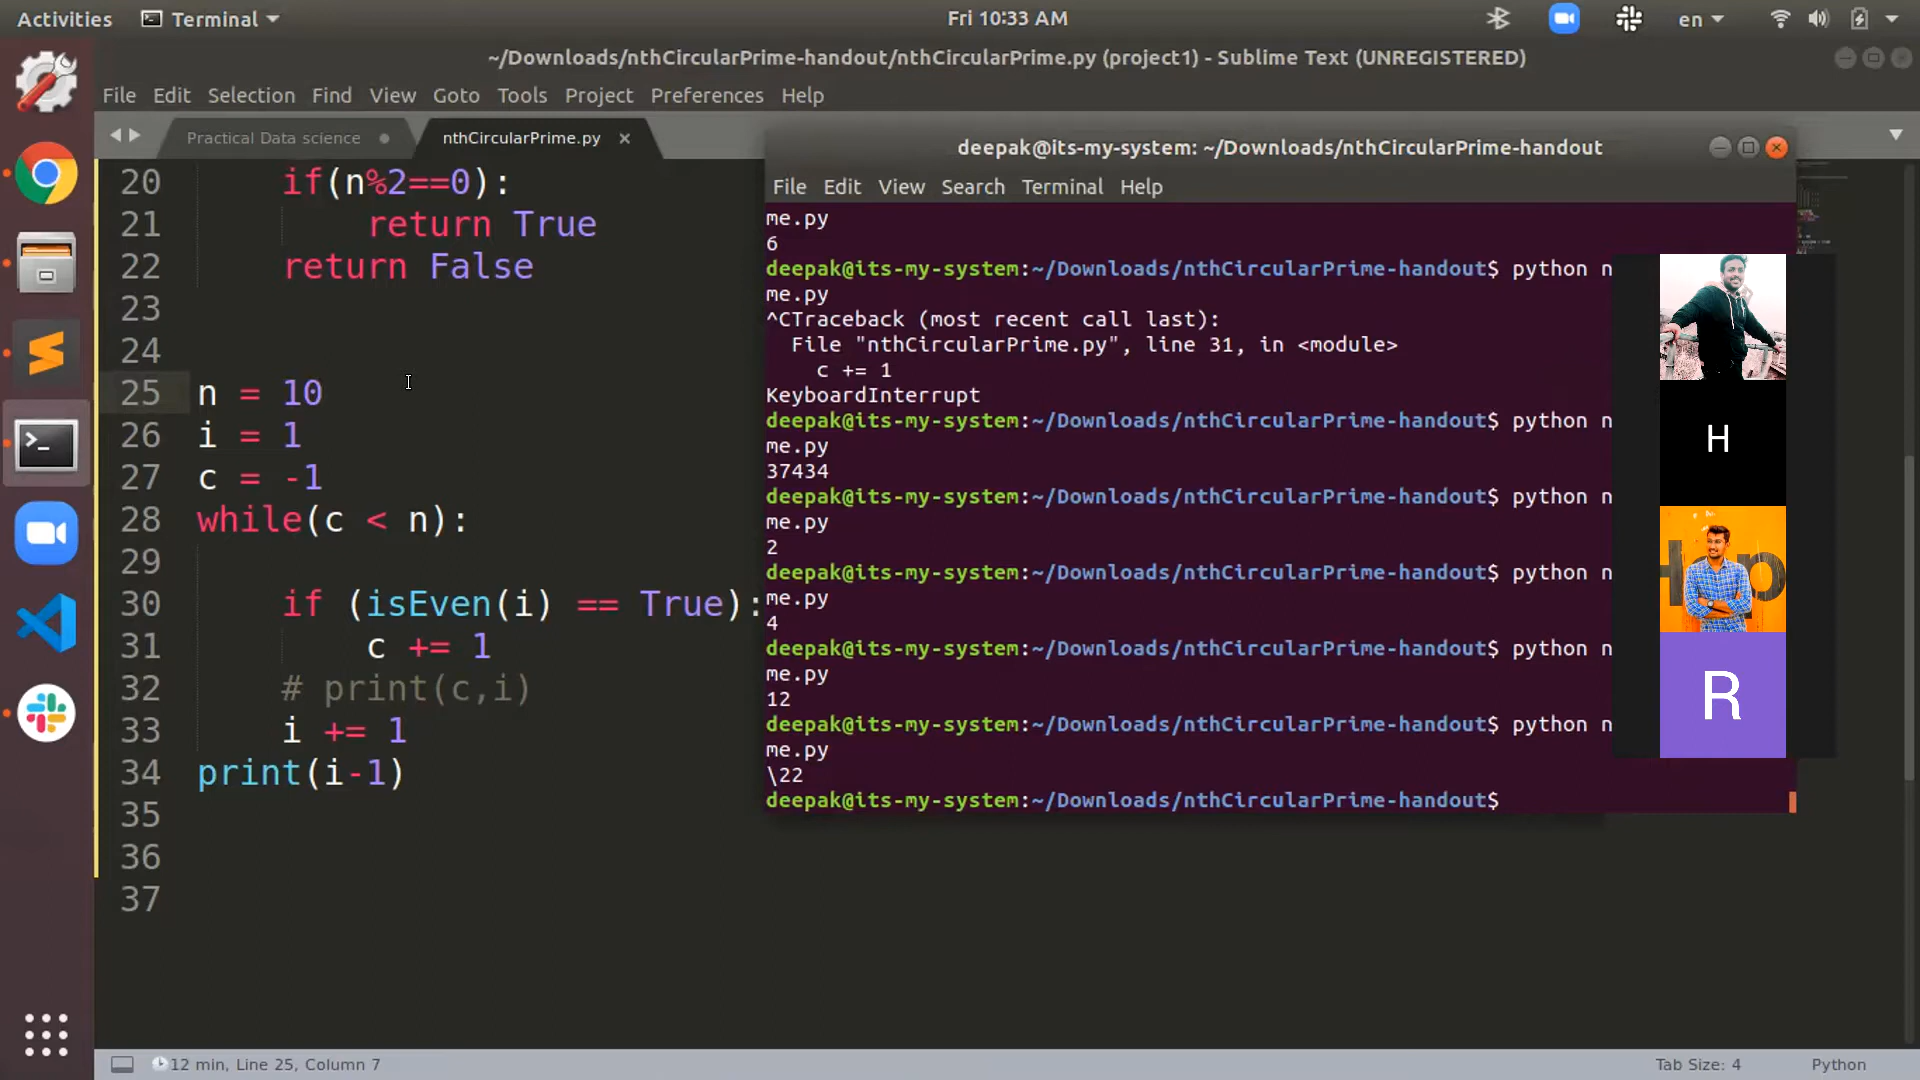 Activities Terminal Fri 10:33 AM en
~/Downloads/nthCircularPrime-handout/nthCircularPrime.py (project1) - Sublime Text (UNREGISTERED)
File Edit Selection Find View Goto Tools Project Preferences Help
Practical Data science nthCircularPrime.py
20 if(n%2==0):
21 return True
22 return False
23
24
25 n = 10
26 i = 1
27 c = -1
28 while(c < n):
29
30 if (isEven(i) == True):
31 c += 1
32 # print(c,i)
33 i += 1
34 print(i-1)
35
36
37
deepak@its-my-system: ~/Downloads/nthCircularPrime-handout
File Edit View Search Terminal Help
me.py
6
deepak@its-my-system:~/Downloads/nthCircularPrime-handout$ python n
me.py
^CTraceback (most recent call last):
File "nthCircularPrime.py", line 31, in <module>
c += 1
KeyboardInterrupt
deepak@its-my-system:~/Downloads/nthCircularPrime-handout$ python n
me.py
37434
deepak@its-my-system:~/Downloads/nthCircularPrime-handout$ python n
me.py
2
deepak@its-my-system:~/Downloads/nthCircularPrime-handout$ python n
me.py
4
deepak@its-my-system:~/Downloads/nthCircularPrime-handout$ python n
me.py
12
deepak@its-my-system:~/Downloads/nthCircularPrime-handout$ python n
me.py
\22
deepak@its-my-system:~/Downloads/nthCircularPrime-handout$
H
R
12 min, Line 25, Column 7 Tab Size: 4 Python